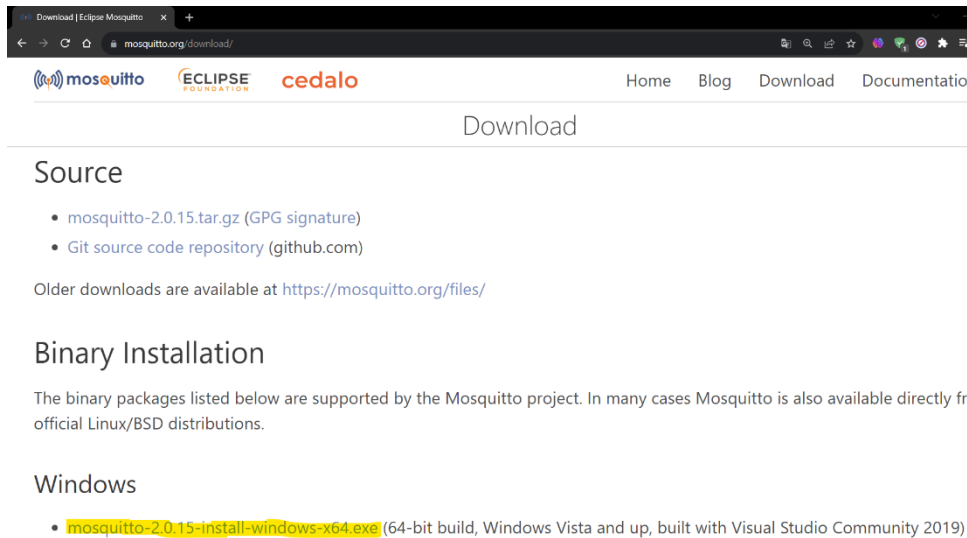 Download | Eclipse Mosquitto
mosquitto.org/download/
mosquitto ECLIPSE FOUNDATION cedalo Home Blog Download Documentatio
Download
Source
• mosquitto-2.0.15.tar.gz (GPG signature)
• Git source code repository (github.com)
Older downloads are available at https://mosquitto.org/files/
Binary Installation
The binary packages listed below are supported by the Mosquitto project. In many cases Mosquitto is also available directly fr
official Linux/BSD distributions.
Windows
• mosquitto-2.0.15-install-windows-x64.exe (64-bit build, Windows Vista and up, built with Visual Studio Community 2019)